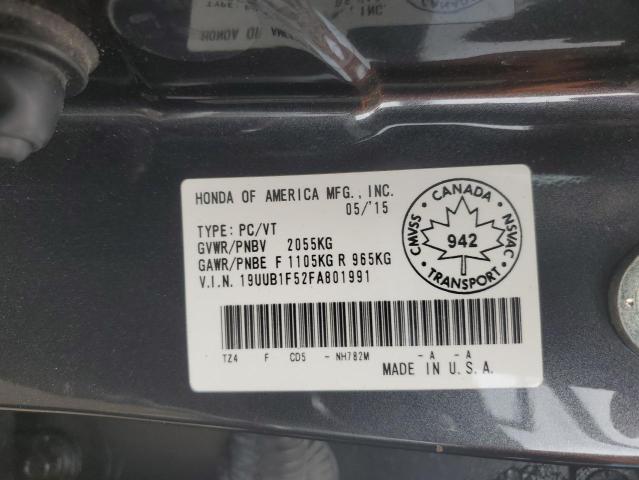 HONDA OF AMERICA MFG., INC.
05/'15
TYPE: PC/VT
GVWR/PNBV 2055KG
GAWR/PNBE F 1105KG R 965KG
V.I.N. 19UUB1F52FA801991
CANADA
CMVSS
NSVAC
942
TRANSPORT
TZ4 F CD5 - NH782M - A - A
MADE IN U.S.A.